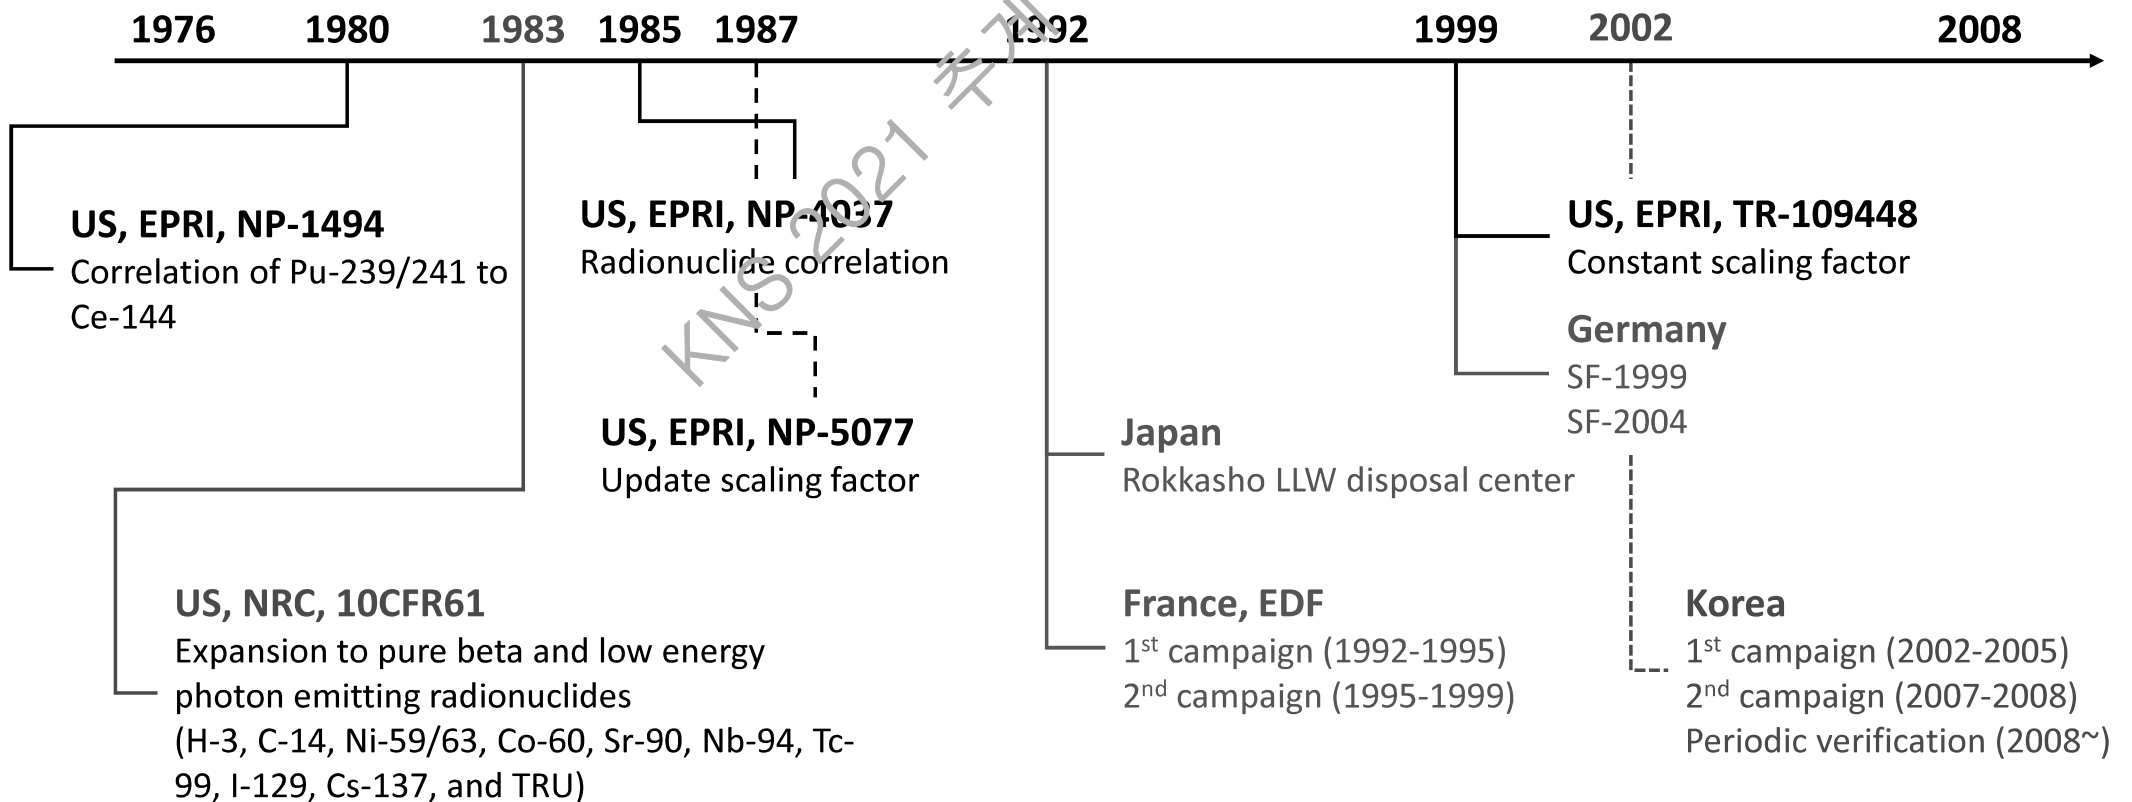 1976 1980 1983 1985 1987 1992 1999 2002 2008
US, EPRI, NP-1494
Correlation of Pu-239/241 to
Ce-144
US, EPRI, NP-4037
Radionuclide correlation
US, EPRI, TR-109448
Constant scaling factor
Germany
SF-1999
SF-2004
US, EPRI, NP-5077
Update scaling factor
Japan
Rokkasho LLW disposal center
US, NRC, 10CFR61
Expansion to pure beta and low energy
photon emitting radionuclides
(H-3, C-14, Ni-59/63, Co-60, Sr-90, Nb-94, Tc-
99, I-129, Cs-137, and TRU)
France, EDF
1st campaign (1992-1995)
2nd campaign (1995-1999)
Korea
1st campaign (2002-2005)
2nd campaign (2007-2008)
Periodic verification (2008~)
KNS 2021 추계